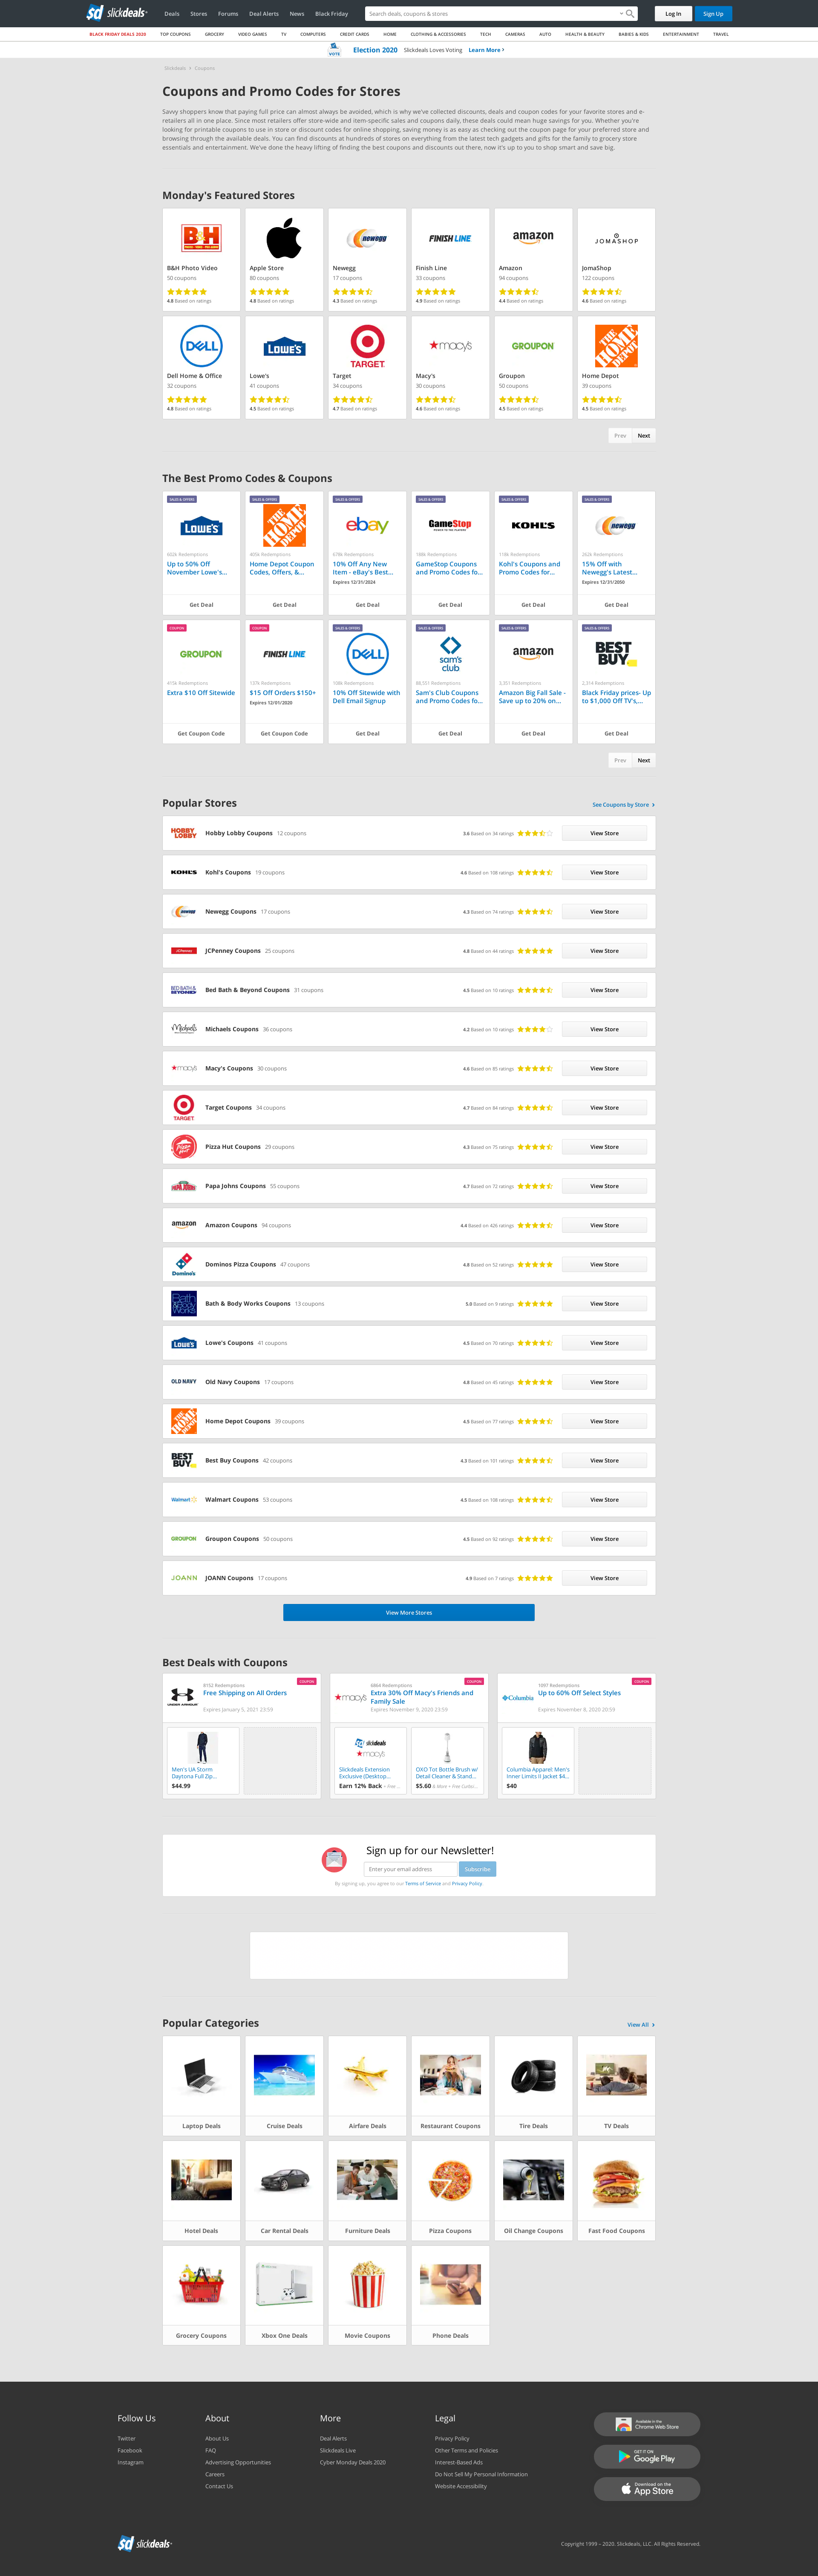 slickdeals
Deals Stores Forums Deal Alerts News Black Friday
Search deals, coupons & stores
Log In
Sign Up
BLACK FRIDAY DEALS 2020 TOP COUPONS GROCERY VIDEO GAMES TV COMPUTERS CREDIT CARDS HOME CLOTHING & ACCESSORIES TECH CAMERAS AUTO HEALTH & BEAUTY BABIES & KIDS ENTERTAINMENT TRAVEL
VOTE Election 2020 Slickdeals Loves Voting Learn More
Slickdeals > Coupons
Coupons and Promo Codes for Stores
Savvy shoppers know that paying full price can almost always be avoided, which is why we've collected discounts, deals and coupon codes for your favorite stores and e-
retailers all in one place. Since most retailers offer store-wide and item-specific sales and coupons daily, these deals could mean huge savings for you. Whether you're
looking for printable coupons to use in store or discount codes for online shopping, saving money is as easy as checking out the coupon page for your preferred store and
browsing through the available deals. You can find discounts at hundreds of stores on everything from the latest tech gadgets and gifts for the holidays to grocery store
essentials and entertainment. We've done the heavy lifting of finding the best coupons and discounts out there, now it's up to you to shop smart and save big.
Monday's Featured Stores
B&H Photo Video
50 coupons
4.8 Based on ratings
Apple Store
80 coupons
4.8 Based on ratings
Newegg
17 coupons
4.3 Based on ratings
Finish Line
33 coupons
4.9 Based on ratings
Amazon
94 coupons
4.4 Based on ratings
JomaShop
122 coupons
4.6 Based on ratings
Dell Home & Office
32 coupons
4.8 Based on ratings
Lowe's
41 coupons
4.5 Based on ratings
Target
34 coupons
4.7 Based on ratings
Macy's
30 coupons
4.6 Based on ratings
Groupon
50 coupons
4.5 Based on ratings
Home Depot
39 coupons
4.5 Based on ratings
Prev Next
The Best Promo Codes & Coupons
SALES & OFFERS
LOWE'S
602k Redemptions
Up to 50% Off
November Lowe's...
Get Deal
SALES & OFFERS
THE HOME DEPOT
405k Redemptions
Home Depot Coupon
Codes, Offers, &...
Get Deal
SALES & OFFERS
ebay
678k Redemptions
10% Off Any New
Item - eBay's Best...
Expires 12/31/2024
Get Deal
SALES & OFFERS
GameStop
188k Redemptions
GameStop Coupons
and Promo Codes fo...
Get Deal
SALES & OFFERS
KOHL'S
118k Redemptions
Kohl's Coupons and
Promo Codes for...
Get Deal
SALES & OFFERS
newegg
262k Redemptions
15% Off with
Newegg's Latest...
Expires 12/31/2050
Get Deal
COUPON
GROUPON
475k Redemptions
Extra $10 Off Sitewide
Get Coupon Code
COUPON
FINISH LINE
137k Redemptions
$15 Off Orders $150+
Expires 12/01/2020
Get Coupon Code
SALES & OFFERS
DELL
108k Redemptions
10% Off Sitewide with
Dell Email Signup
Get Deal
SALES & OFFERS
sam's club
88,551 Redemptions
Sam's Club Coupons
and Promo Codes fo...
Get Deal
SALES & OFFERS
amazon
3,351 Redemptions
Amazon Big Fall Sale -
Save up to 20% on...
Get Deal
SALES & OFFERS
BEST BUY
2,314 Redemptions
Black Friday prices- Up
to $1,000 Off TV's,...
Get Deal
Prev Next
Popular Stores
See Coupons by Store
Hobby Lobby Coupons 12 coupons 3.6 Based on 34 ratings View Store
Kohl's Coupons 19 coupons 4.6 Based on 108 ratings View Store
Newegg Coupons 17 coupons 4.3 Based on 74 ratings View Store
JCPenney Coupons 25 coupons 4.8 Based on 44 ratings View Store
Bed Bath & Beyond Coupons 31 coupons 4.5 Based on 10 ratings View Store
Michaels Coupons 36 coupons 4.2 Based on 10 ratings View Store
Macy's Coupons 30 coupons 4.6 Based on 85 ratings View Store
Target Coupons 34 coupons 4.7 Based on 64 ratings View Store
Pizza Hut Coupons 29 coupons 4.3 Based on 75 ratings View Store
Papa Johns Coupons 55 coupons 4.7 Based on 72 ratings View Store
Amazon Coupons 94 coupons 4.4 Based on 426 ratings View Store
Dominos Pizza Coupons 47 coupons 4.8 Based on 52 ratings View Store
Bath & Body Works Coupons 13 coupons 5.0 Based on 9 ratings View Store
Lowe's Coupons 41 coupons 4.5 Based on 70 ratings View Store
Old Navy Coupons 17 coupons 4.8 Based on 45 ratings View Store
Home Depot Coupons 39 coupons 4.5 Based on 77 ratings View Store
Best Buy Coupons 42 coupons 4.3 Based on 101 ratings View Store
Walmart Coupons 53 coupons 4.5 Based on 108 ratings View Store
Groupon Coupons 50 coupons 4.5 Based on 92 ratings View Store
JOANN Coupons 17 coupons 4.9 Based on 7 ratings View Store
View More Stores
Best Deals with Coupons
COUPON
8152 Redemptions
Free Shipping on All Orders
Expires January 5, 2021 23:59
Men's UA Storm
Daytona Full Zip...
$44.99
COUPON
6866 Redemptions
Extra 30% Off Macy's Friends and
Family Sale
Expires November 9, 2020 23:59
Slickdeals Extension
Exclusive (Desktop...
Earn 12% Back
OXO Tot Bottle Brush w/
Detail Cleaner & Stand...
$5.60
COUPON
1097 Redemptions
Up to 60% Off Select Styles
Expires November 8, 2020 20:59
Columbia Apparel: Men's
Inner Limits II Jacket $4...
$40
Sign up for our Newsletter!
Enter your email address
Subscribe
By signing up, you agree to our Terms of Service and Privacy Policy.
Popular Categories
View All
Laptop Deals
Cruise Deals
Airfare Deals
Restaurant Coupons
Tire Deals
TV Deals
Hotel Deals
Car Rental Deals
Furniture Deals
Pizza Coupons
Oil Change Coupons
Fast Food Coupons
Grocery Coupons
Xbox One Deals
Movie Coupons
Phone Deals
Follow Us
Twitter
Facebook
Instagram
About
About Us
FAQ
Advertising Opportunities
Careers
Contact Us
More
Deal Alerts
Slickdeals Live
Cyber Monday Deals 2020
Legal
Privacy Policy
Other Terms and Policies
Interest-Based Ads
Do Not Sell My Personal Information
Website Accessibility
Available in the
Chrome Web Store
GET IT ON
Google Play
Download on the
App Store
slickdeals
Copyright 1999 – 2020. Slickdeals, LLC. All Rights Reserved.